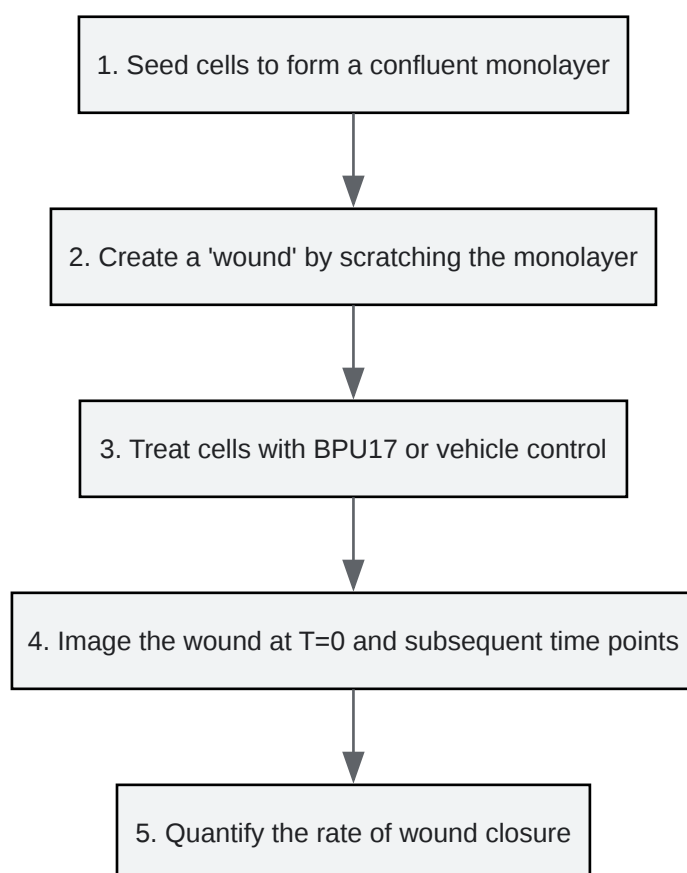 1. Seed cells to form a confluent monolayer
2. Create a 'wound' by scratching the monolayer
3. Treat cells with BPU17 or vehicle control
4. Image the wound at T=0 and subsequent time points
5. Quantify the rate of wound closure